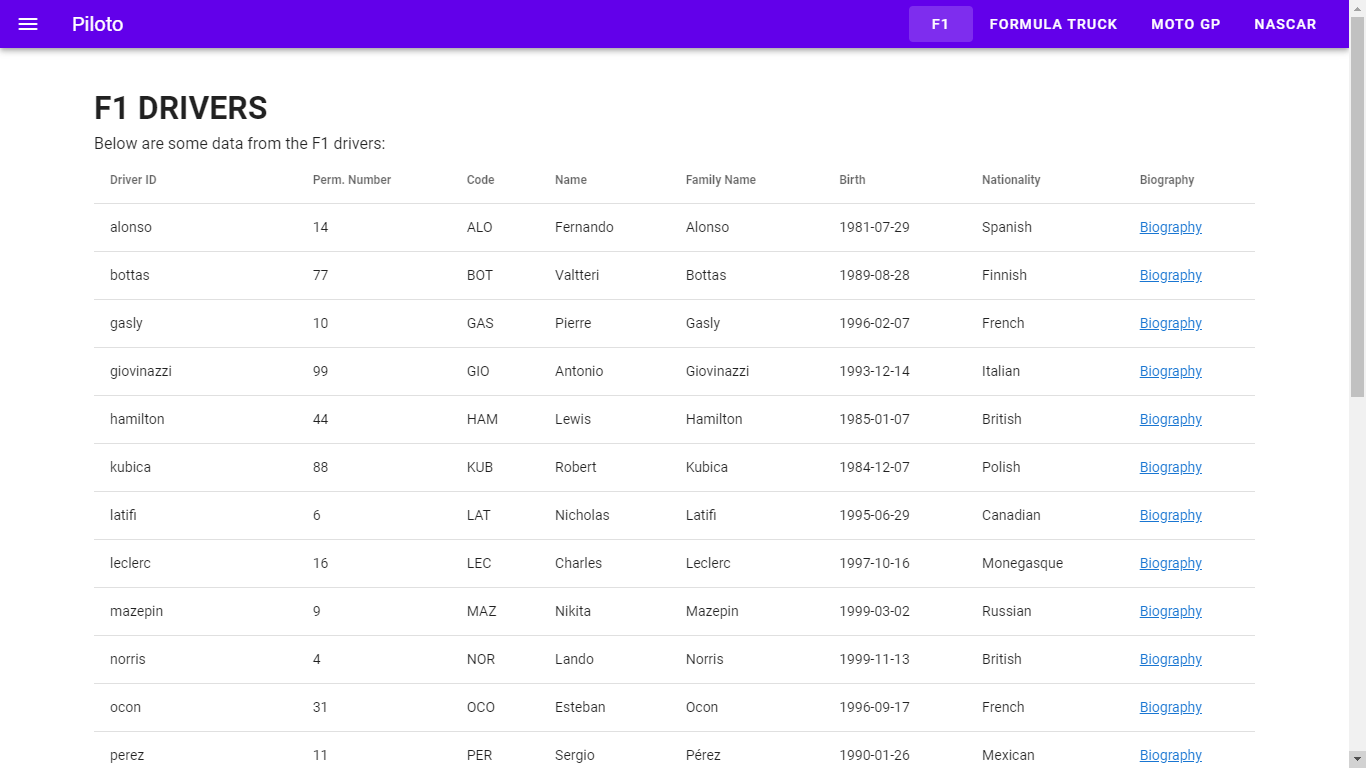 Piloto F1 FORMULA TRUCK MOTO GP NASCAR
F1 DRIVERS
Below are some data from the F1 drivers:
Driver ID Perm. Number Code Name Family Name Birth Nationality Biography
alonso 14 ALO Fernando Alonso 1981-07-29 Spanish Biography
bottas 77 BOT Valtteri Bottas 1989-08-28 Finnish Biography
gasly 10 GAS Pierre Gasly 1996-02-07 French Biography
giovinazzi 99 GIO Antonio Giovinazzi 1993-12-14 Italian Biography
hamilton 44 HAM Lewis Hamilton 1985-01-07 British Biography
kubica 88 KUB Robert Kubica 1984-12-07 Polish Biography
latifi 6 LAT Nicholas Latifi 1995-06-29 Canadian Biography
leclerc 16 LEC Charles Leclerc 1997-10-16 Monegasque Biography
mazepin 9 MAZ Nikita Mazepin 1999-03-02 Russian Biography
norris 4 NOR Lando Norris 1999-11-13 British Biography
ocon 31 OCO Esteban Ocon 1996-09-17 French Biography
perez 11 PER Sergio Pérez 1990-01-26 Mexican Biography